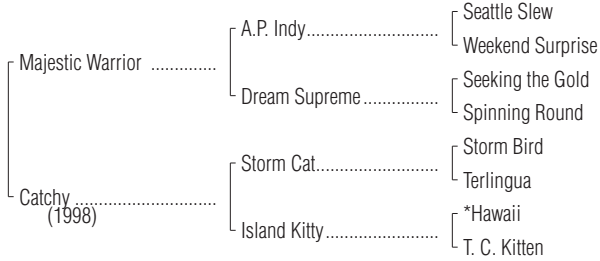 Seattle Slew
A.P. Indy
Weekend Surprise
Majestic Warrior
Seeking the Gold
Dream Supreme
Spinning Round
Storm Bird
Storm Cat
Terlingua
Catchy
(1998)
*Hawaii
Island Kitty
T. C. Kitten